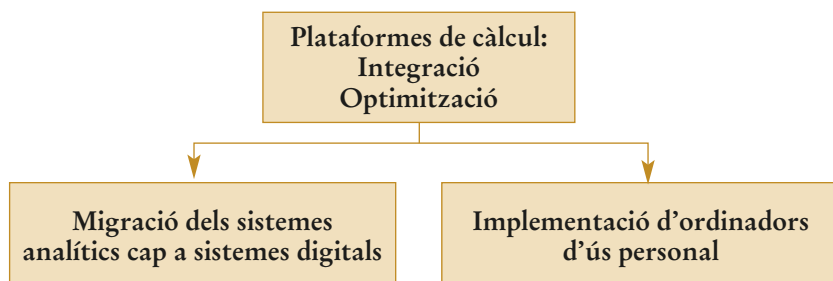 Plataformes de càlcul:
Integració
Optimització
Migració dels sistemes
analítics cap a sistemes digitals
Implementació d’ordinadors
d’ús personal